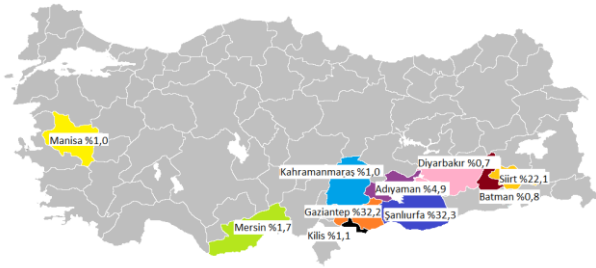 Manisa %1,0
Diyarbakır %0,7
Kahramanmaraş %1,0
Siirt %22,1
Adıyaman %4,9
Batman %0,8
Gaziantep %32,2
Şanlıurfa %32,3
Mersin %1,7
Kilis %1,1